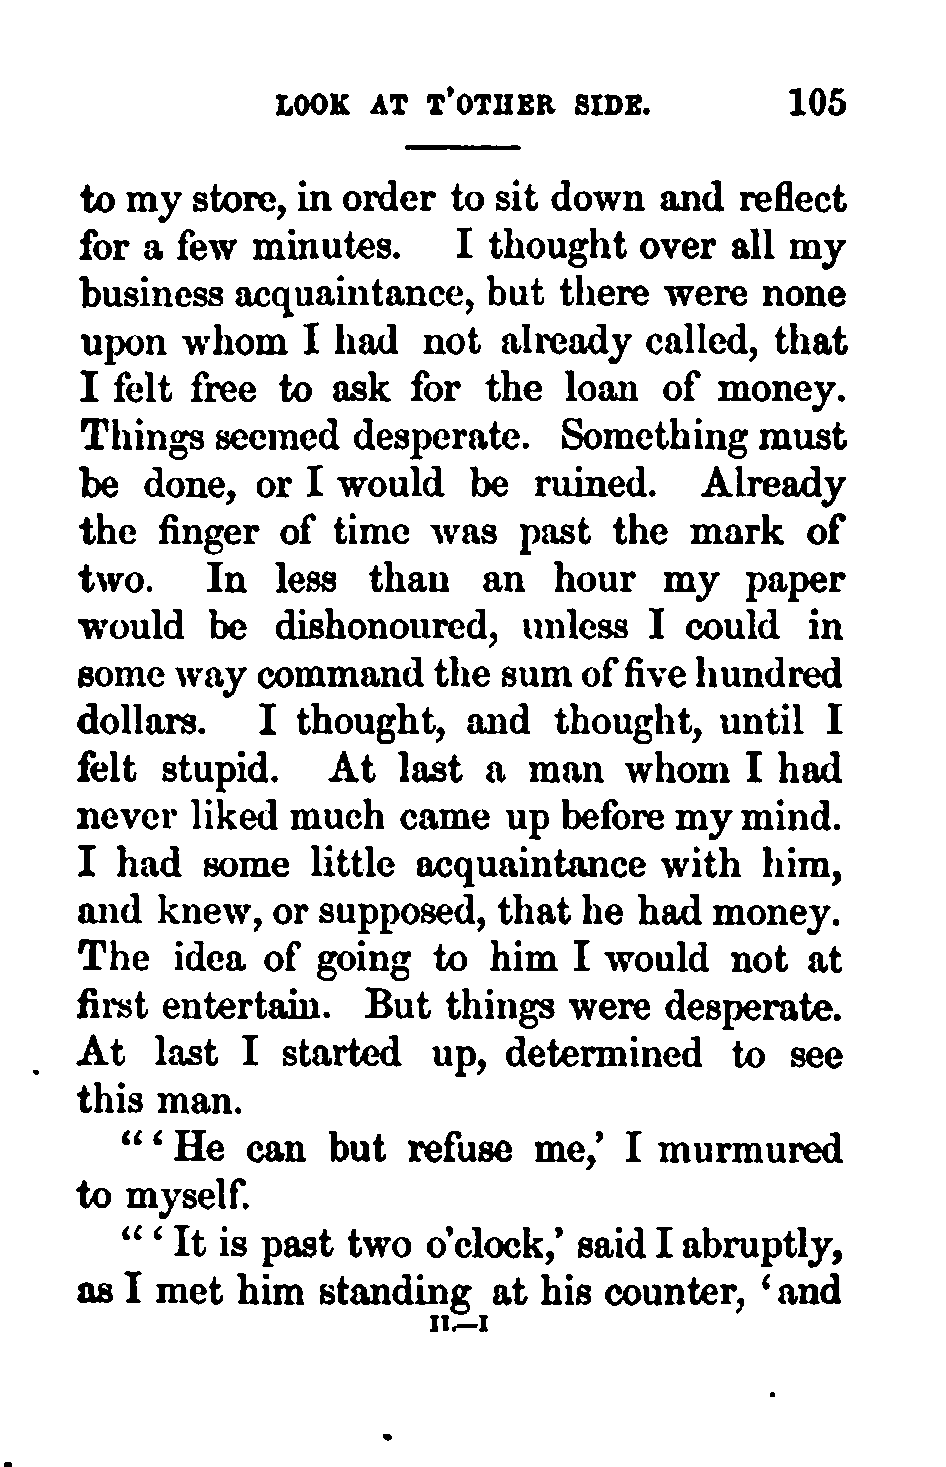 LOOK AT T'OTHER SIDE. 105
to my store, in order to sit down and reflect
for a few minutes. I thought over all my
business acquaintance, but there were none
upon whom I had not already called, that
I felt free to ask for the loan of money.
Things seemed desperate. Something must
be done, or I would be ruined. Already
the finger of time was past the mark of
two. In less than an hour my paper
would be dishonoured, unless I could in
some way command the sum of five hundred
dollars. I thought, and thought, until I
felt stupid. At last a man whom I had
never liked much came up before my mind.
I had some little acquaintance with him,
and knew, or supposed, that he had money.
The idea of going to him I would not at
first entertain. But things were desperate.
At last I started up, determined to see
this man.
"'He can but refuse me,' I murmured
to myself.
"'It is past two o'clock,' said I abruptly,
as I met him standing at his counter, 'and
II.—I